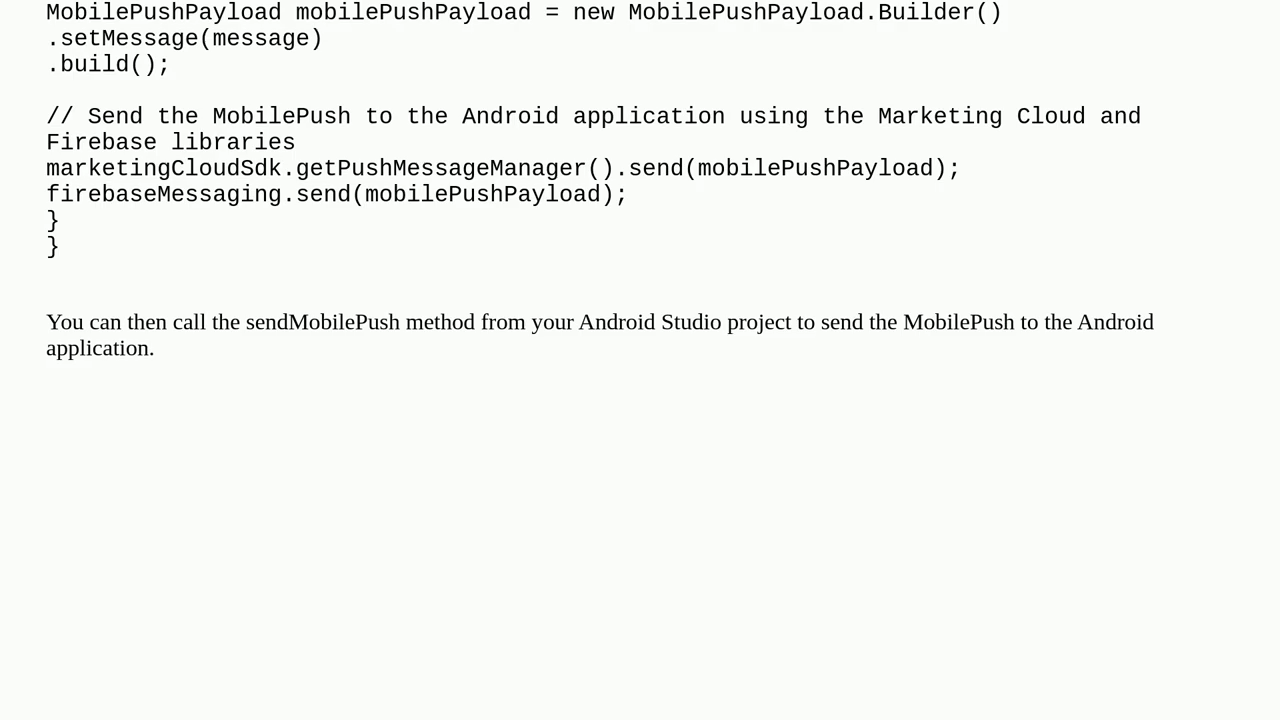 MobilePushPayload mobilePushPayload = new MobilePushPayload.Builder()
.setMessage(message)
.build();
// Send the MobilePush to the Android application using the Marketing Cloud and
Firebase libraries
marketingCloudSdk.getPushMessageManager().send(mobilePushPayload);
firebaseMessaging.send(mobilePushPayload);
}
}
You can then call the sendMobilePush method from your Android Studio project to send the MobilePush to the Android
application.